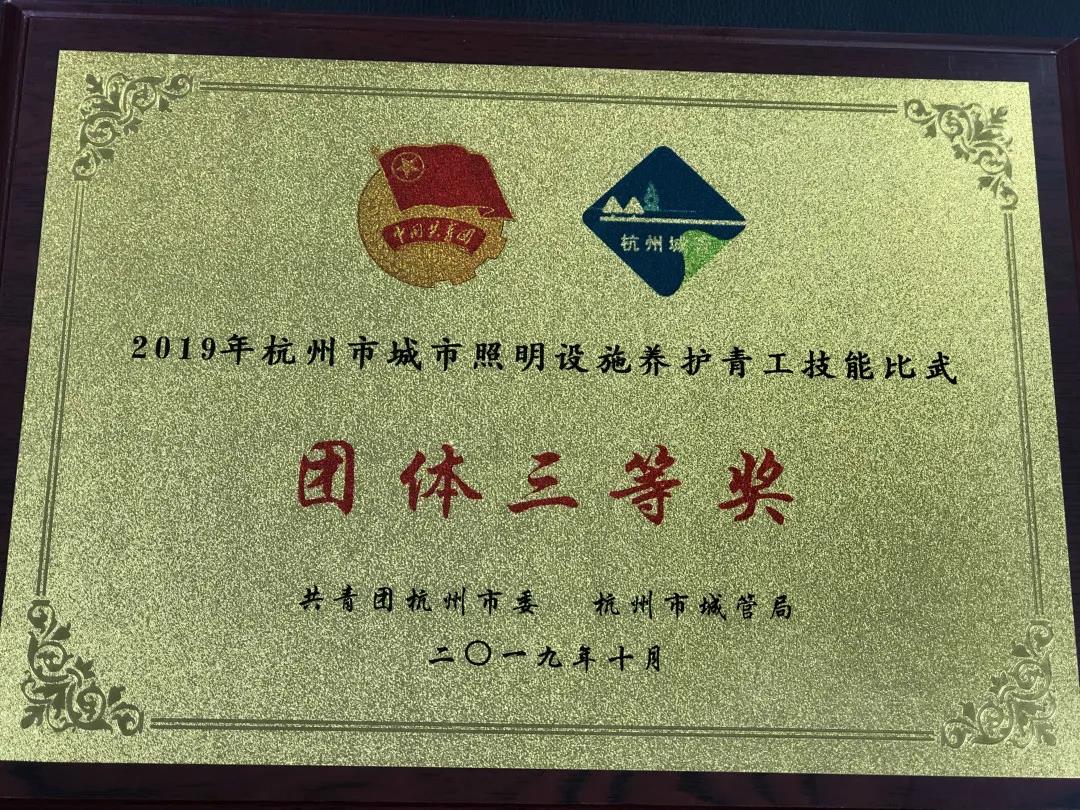 中国共青团
杭州城管
2019年杭州市城市照明设施养护青工技能比武
团体三等奖
共青团杭州市委 杭州市城管局
二〇一九年十月